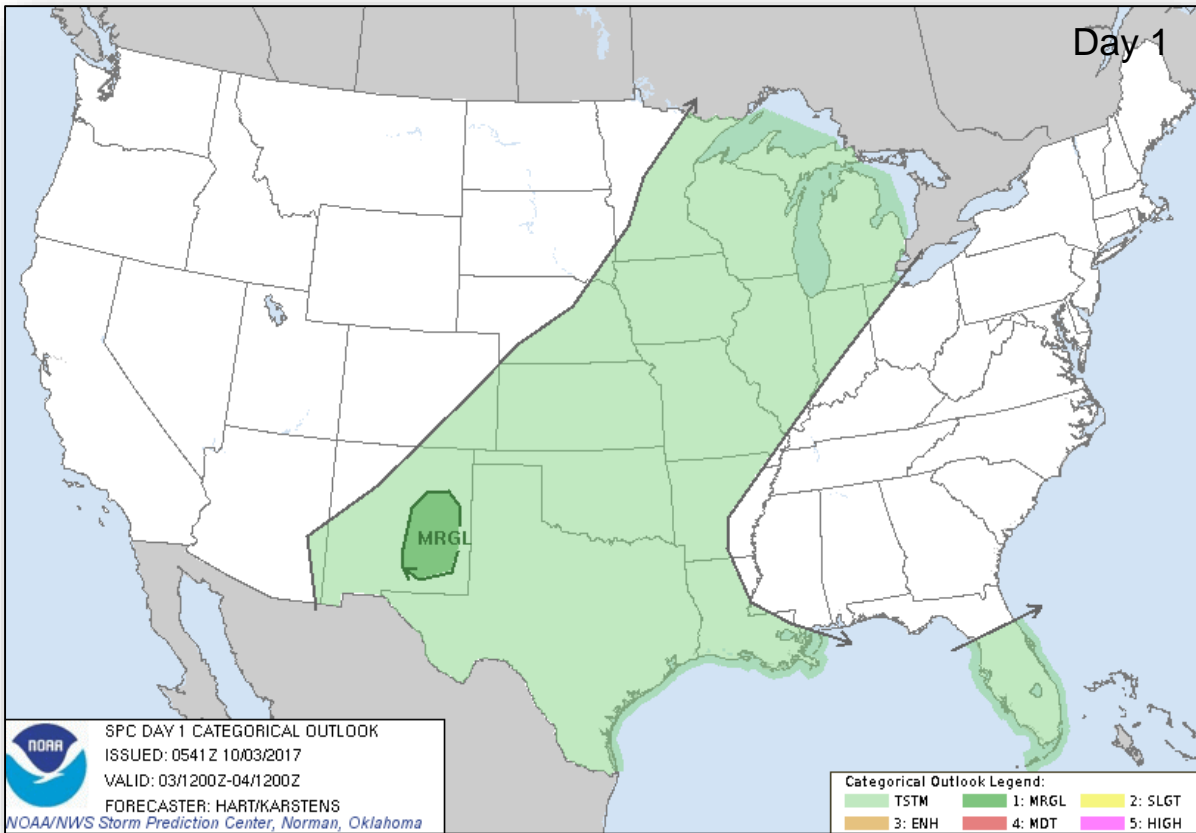 Day 1
MRGL
SPC DAY 1 CATEGORICAL OUTLOOK
ISSUED: 0541Z 10/03/2017
VALID: 03/1200Z-04/1200Z
FORECASTER: HART/KARSTENS
NOAA/NWS Storm Prediction Center, Norman, Oklahoma
NOAA
Categorical Outlook Legend:
TSTM 1: MRGL 2: SLGT
3: ENH 4: MDT 5: HIGH